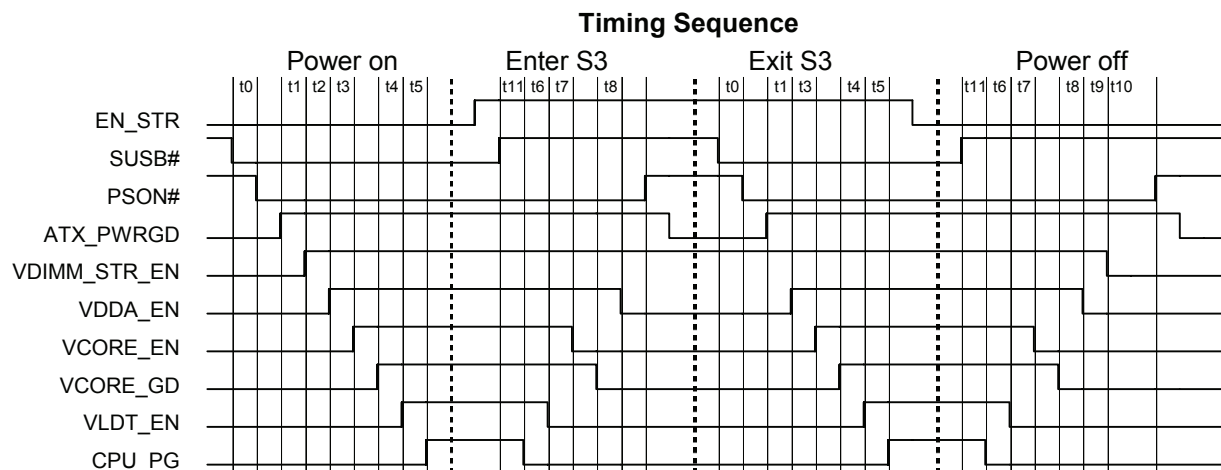 Timing Sequence
Power on Enter S3 Exit S3 Power off
t0 t1 t2 t3 t4 t5 t11 t6 t7 t8 t0 t1 t3 t4 t5 t11 t6 t7 t8 t9 t10
EN_STR
SUSB#
PSON#
ATX_PWRGD
VDIMM_STR_EN
VDDA_EN
VCORE_EN
VCORE_GD
VLDT_EN
CPU_PG